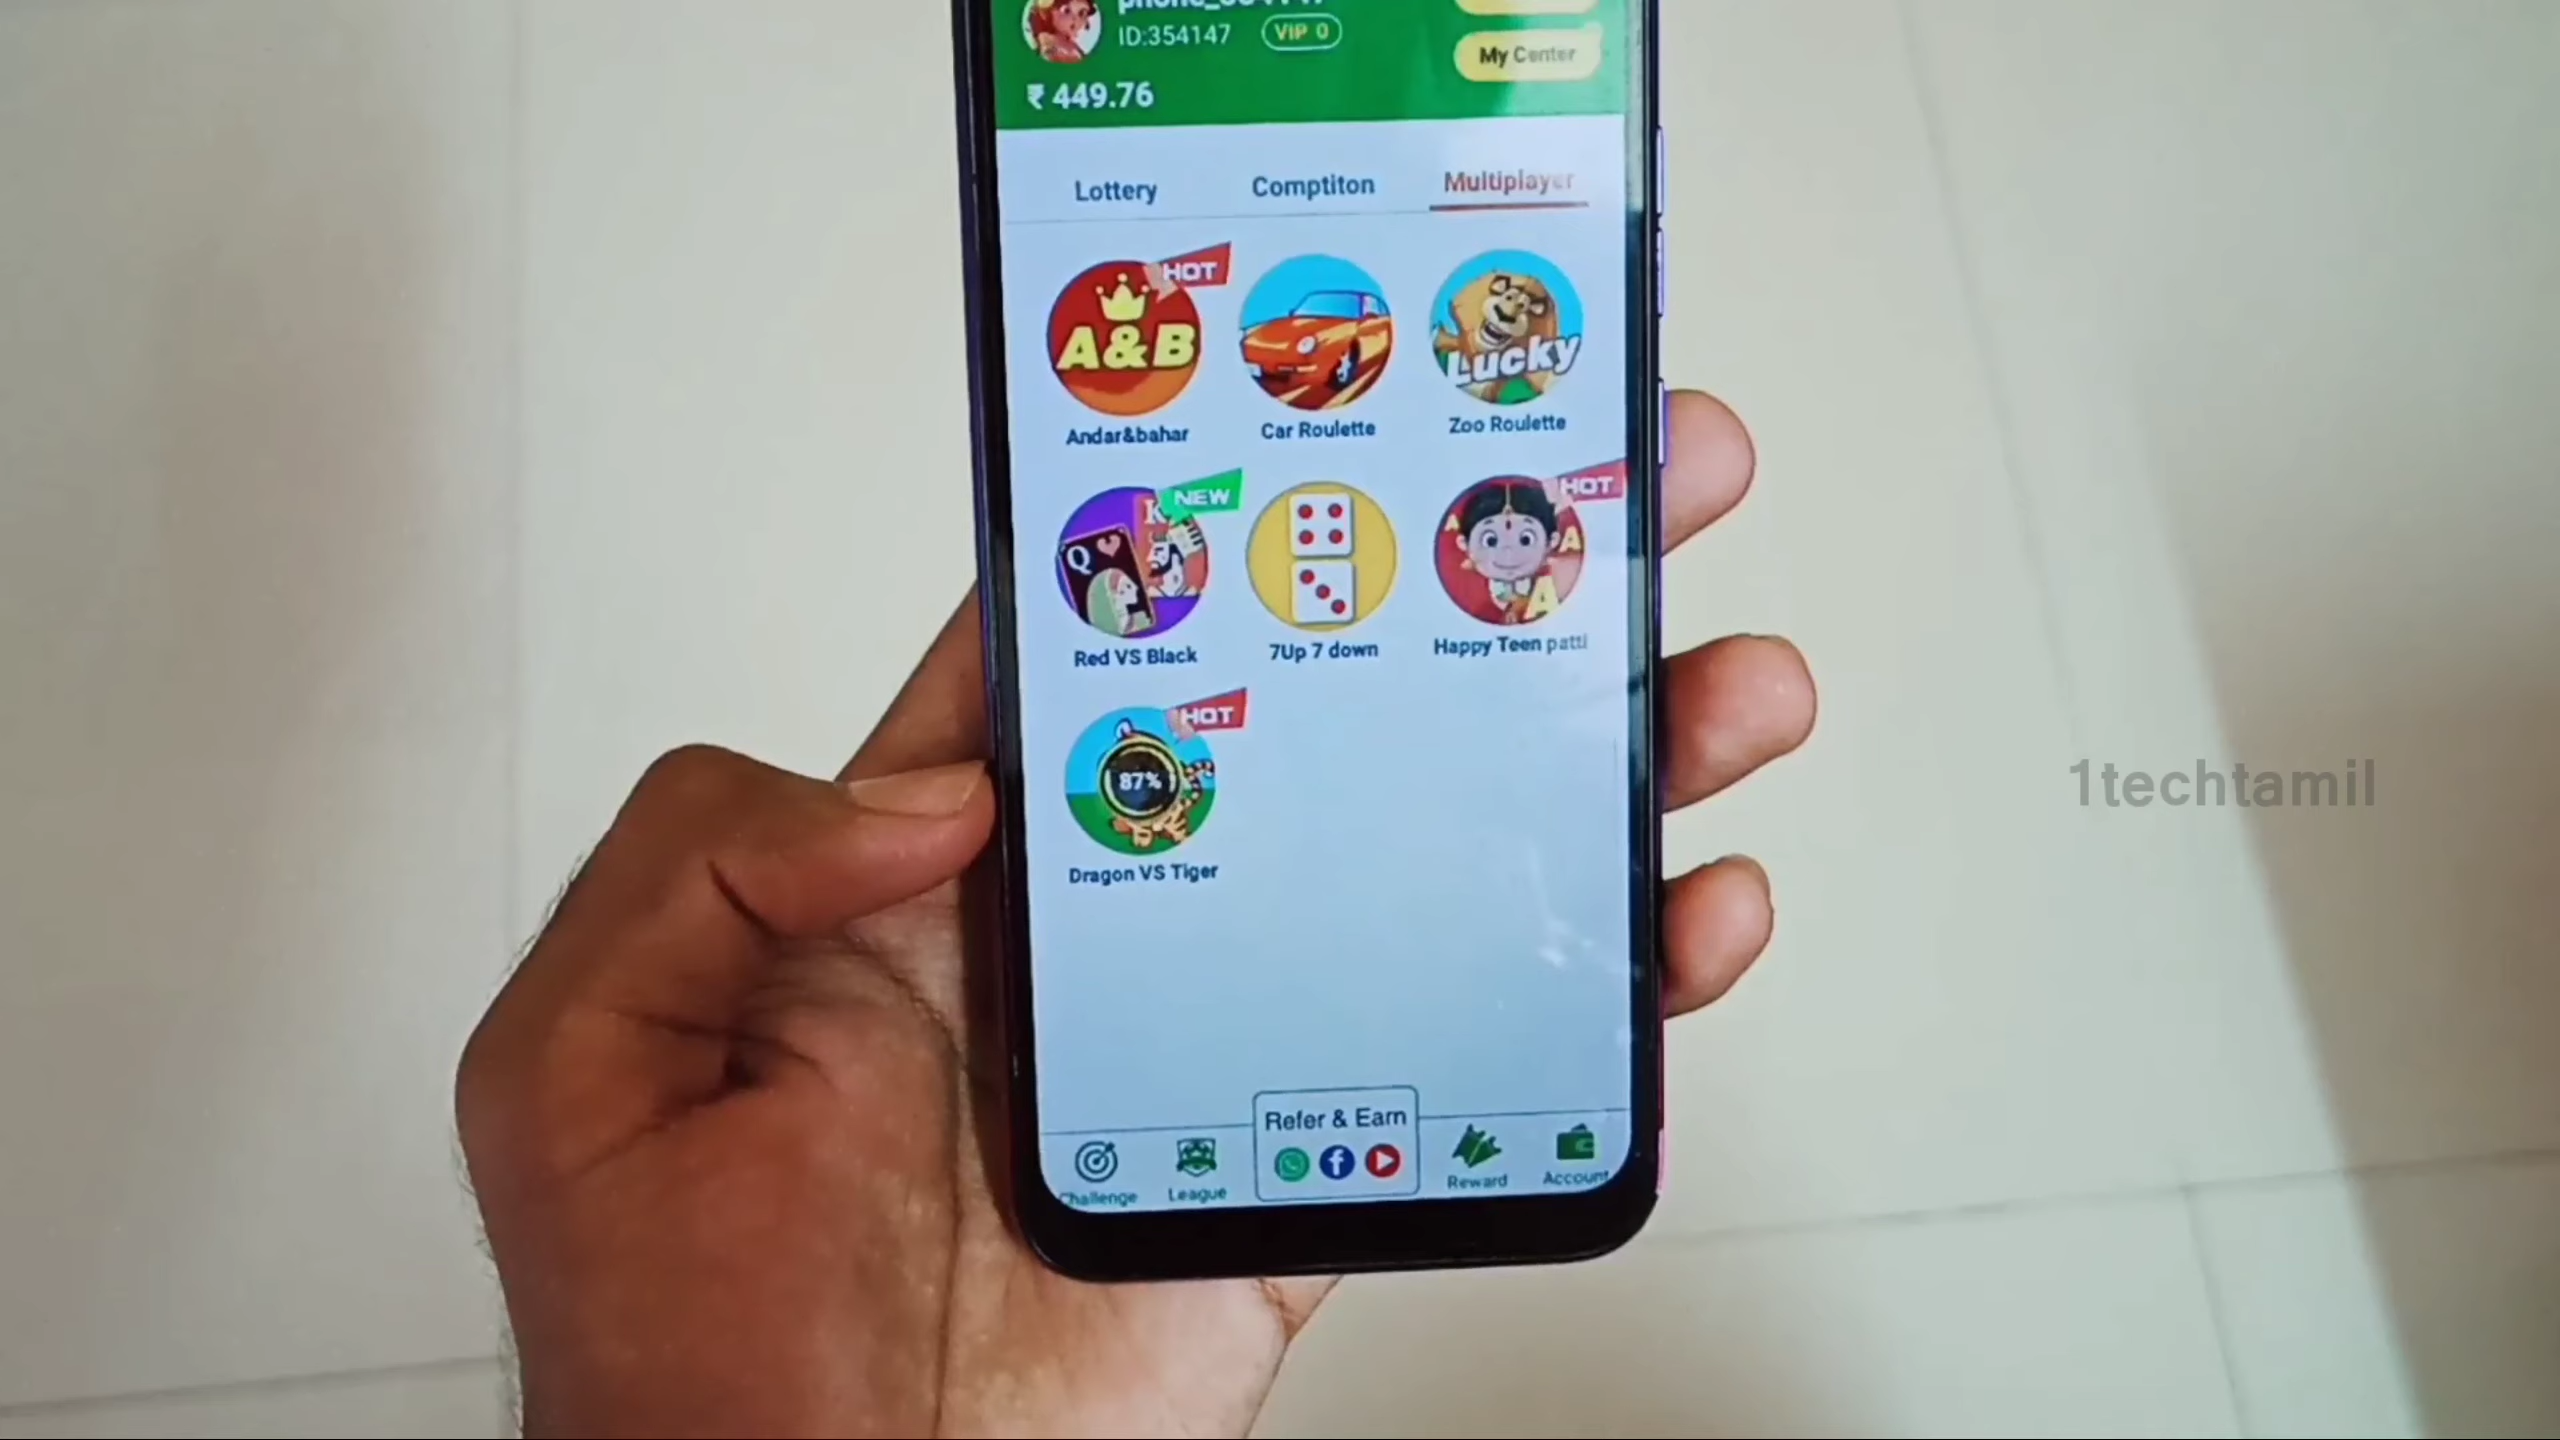 ID:354147 VIP 0
My Center
₹ 449.76
Lottery Comptiton Multiplayer
HOT
A&B
Lucky
Andar&bahar Car Roulette Zoo Roulette
NEW
HOT
K
Q
A
A
A
Red VS Black 7Up 7 down Happy Teen patti
HOT
87%
Dragon VS Tiger
1techtamil
Refer & Earn
Challenge League Reward Account